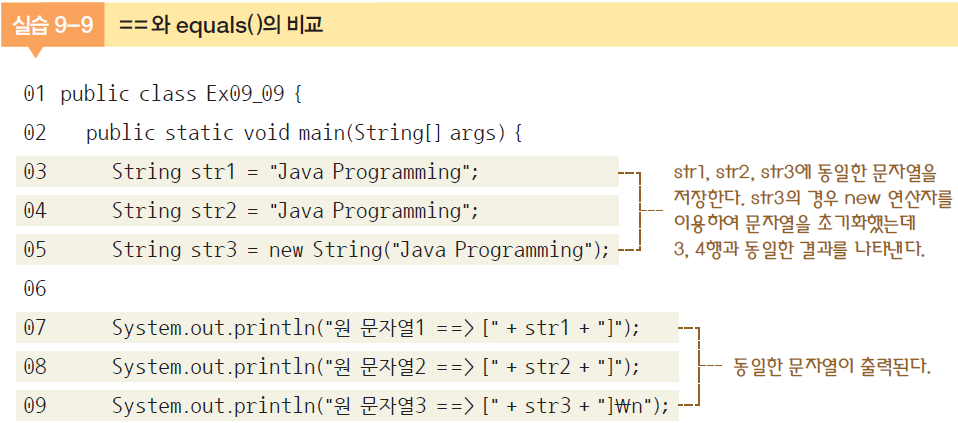 실습 9-9 ==와 equals()의 비교
01 public class Ex09_09 {
02 public static void main(String[] args) {
03 String str1 = "Java Programming";
04 String str2 = "Java Programming";
05 String str3 = new String("Java Programming");
str1, str2, str3에 동일한 문자열을
저장한다. str3의 경우 new 연산자를
이용하여 문자열을 초기화했는데
3, 4행과 동일한 결과를 나타낸다.
06
07 System.out.println("원 문자열1 ==> [" + str1 + "]");
08 System.out.println("원 문자열2 ==> [" + str2 + "]");
09 System.out.println("원 문자열3 ==> [" + str3 + "]₩n");
동일한 문자열이 출력된다.